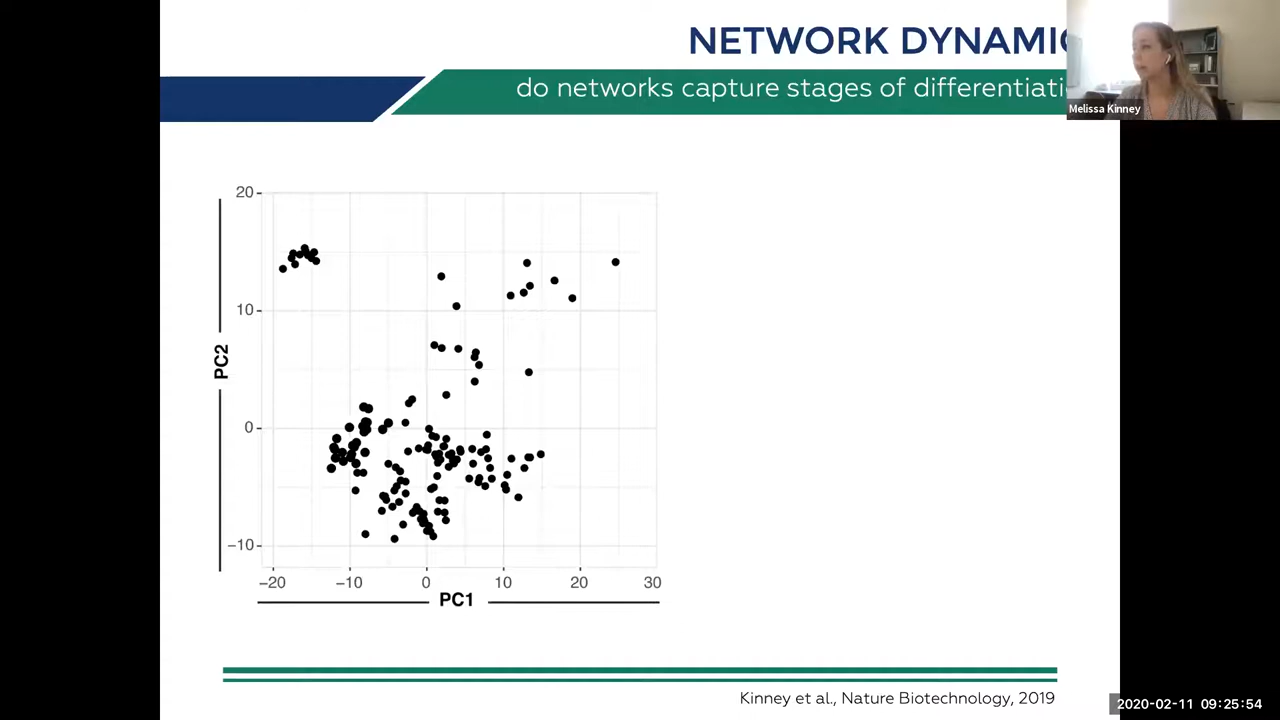 NETWORK DYNAMIC
do networks capture stages of differentiati
Melissa Kinney
20
10
0
−10
PC2
−20 −10 0 10 20 30
PC1
Kinney et al., Nature Biotechnology, 2019
2020-02-11 09:25:54